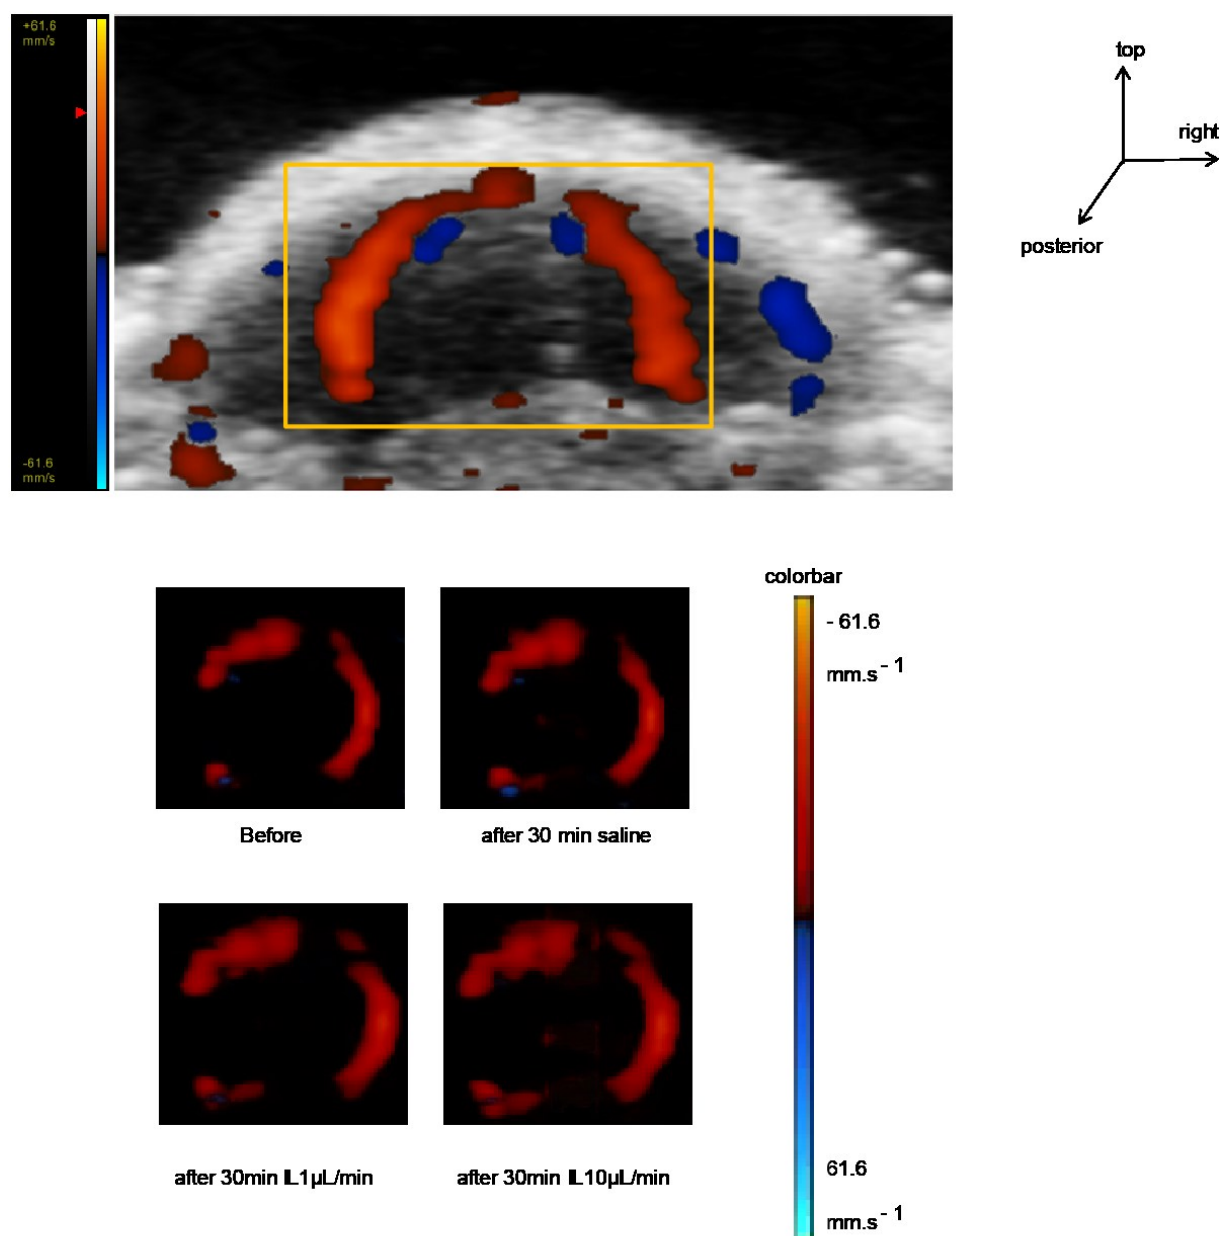 +61.6
mm/s
-61.6
mm/s
top
right
posterior
colorbar
- 61.6
mm.s - 1
Before
after 30 min saline
after 30min IL1µL/min
after 30min IL10µL/min
61.6
mm.s - 1